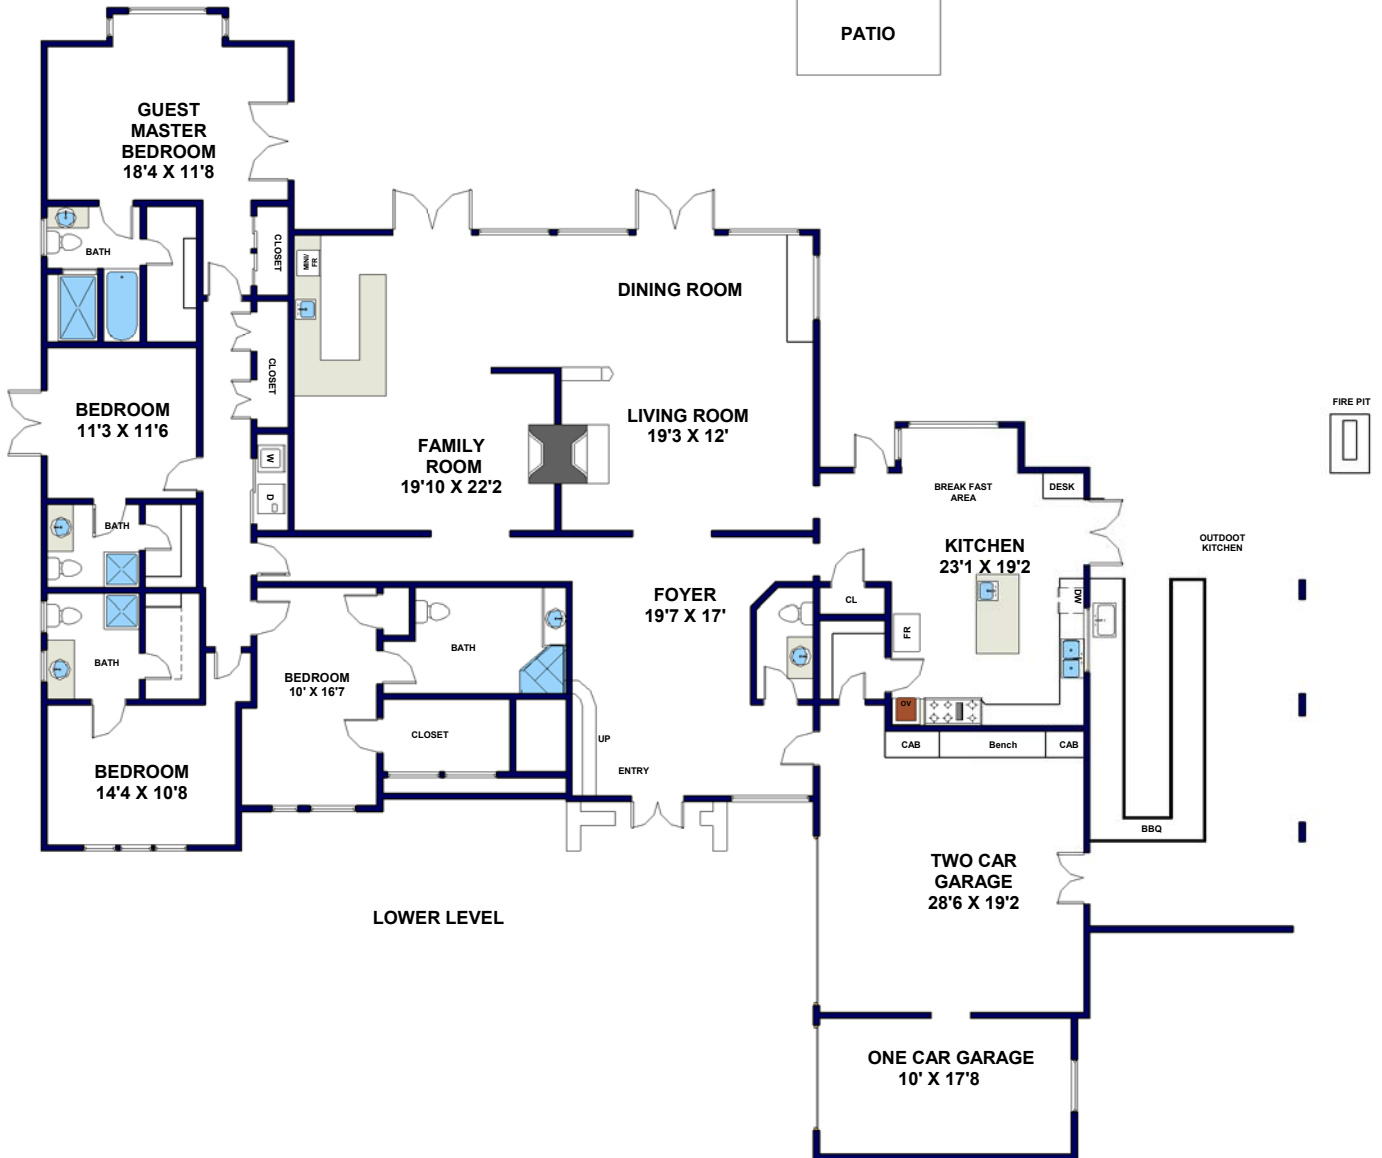 PATIO
GUEST
MASTER
BEDROOM
18'4 X 11'8
BATH
CLOSET
MINI/
FR
DINING ROOM
CLOSET
BEDROOM
11'3 X 11'6
LIVING ROOM
19'3 X 12'
FAMILY
ROOM
19'10 X 22'2
W
D
FIRE PIT
BREAK FAST
AREA
DESK
BATH
KITCHEN
23'1 X 19'2
OUTDOOT
KITCHEN
FOYER
19'7 X 17'
CL
DW
FR
BATH
BATH
BEDROOM
10' X 16'7
OV
UP
CLOSET
ENTRY
CAB
Bench
CAB
BEDROOM
14'4 X 10'8
BBQ
TWO CAR
GARAGE
28'6 X 19'2
LOWER LEVEL
ONE CAR GARAGE
10' X 17'8